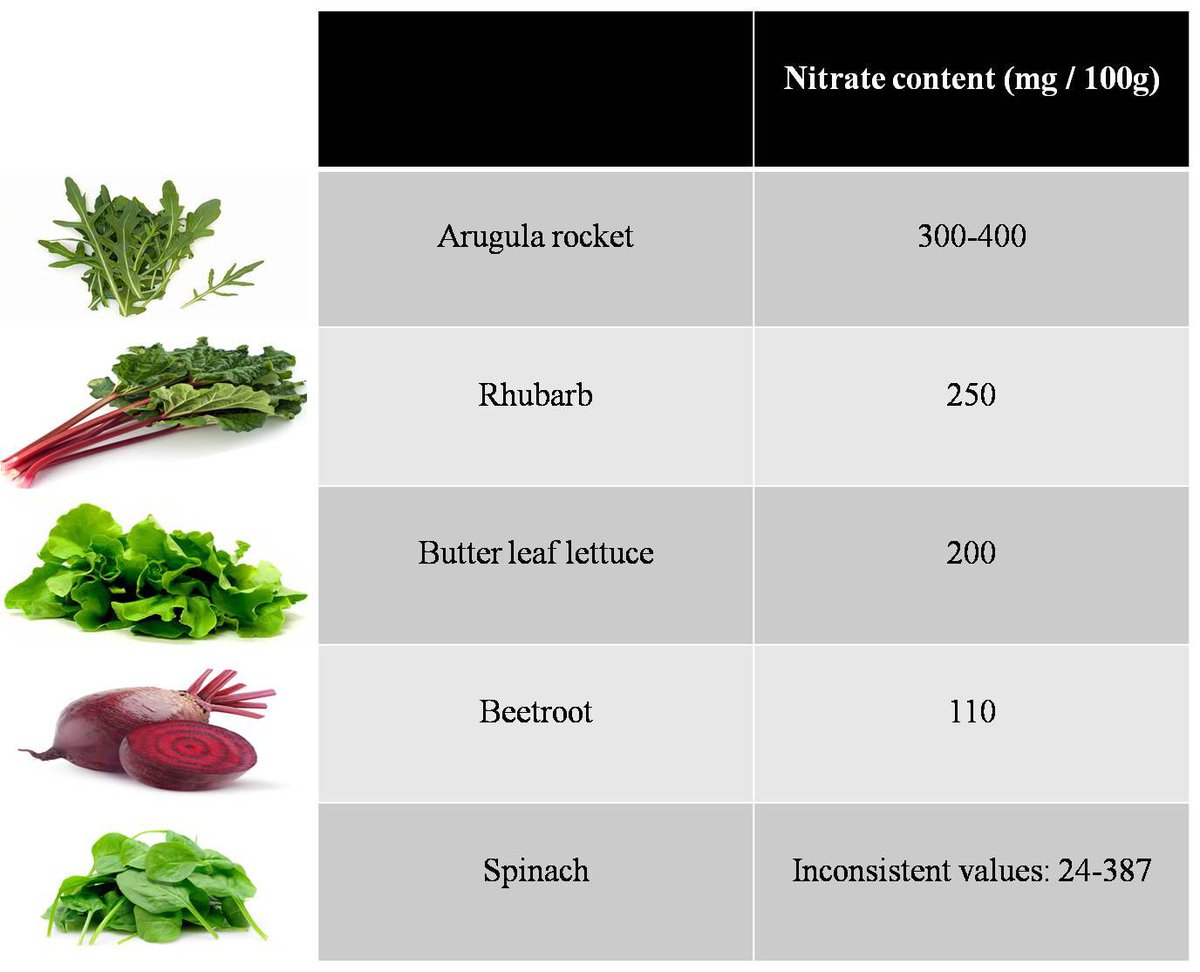 Nitrate content (mg / 100g)
Arugula rocket 300-400
Rhubarb 250
Butter leaf lettuce 200
Beetroot 110
Spinach Inconsistent values: 24-387